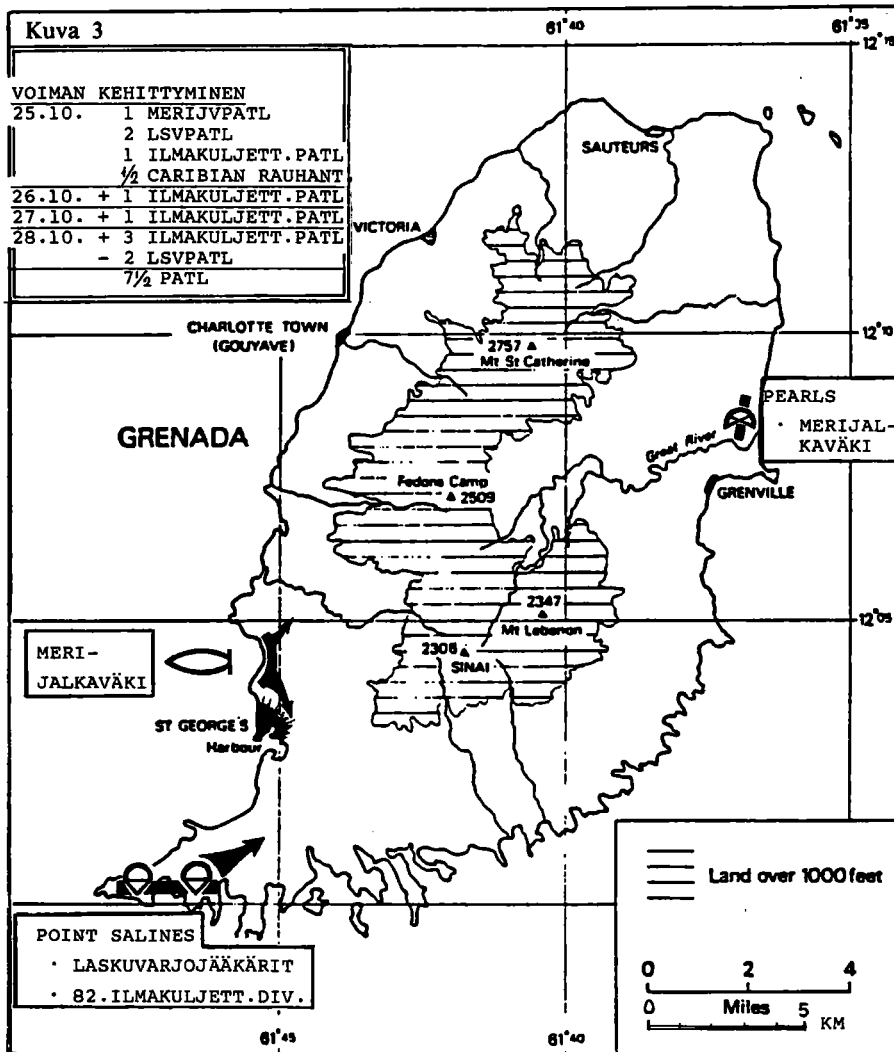 Kuva 3
VOIMAN KEHITTYMINEN
25.10. 1 MERIJVPATL
2 LSVPATL
1 ILMAKULJETT.PATL
½ CARIBIAN RAUHANT.
26.10. + 1 ILMAKULJETT.PATL
27.10. + 1 ILMAKULJETT.PATL
28.10. + 3 ILMAKULJETT.PATL
- 2 LSVPATL
7½ PATL
61°40
61°35
12°15
SAUTEURS
VICTORIA
CHARLOTTE TOWN
(GOUYAVE)
12°10
2757
Mt St Catherine
GRENADA
PEARLS
· MERIJAL-
KAVÄKI
Great River
GRENVILLE
Fedons Camp
2509
12°05
2347
Mt Lebanon
2306
SINAI
MERI-
JALKAVÄKI
ST GEORGE'S
Harbour
POINT SALINES
· LASKUVARJOJÄÄKÄRIT
· 82.ILMAKULJETT.DIV.
Land over 1000 feet
0 2 4
Miles
0 5 KM
61°45
61°40